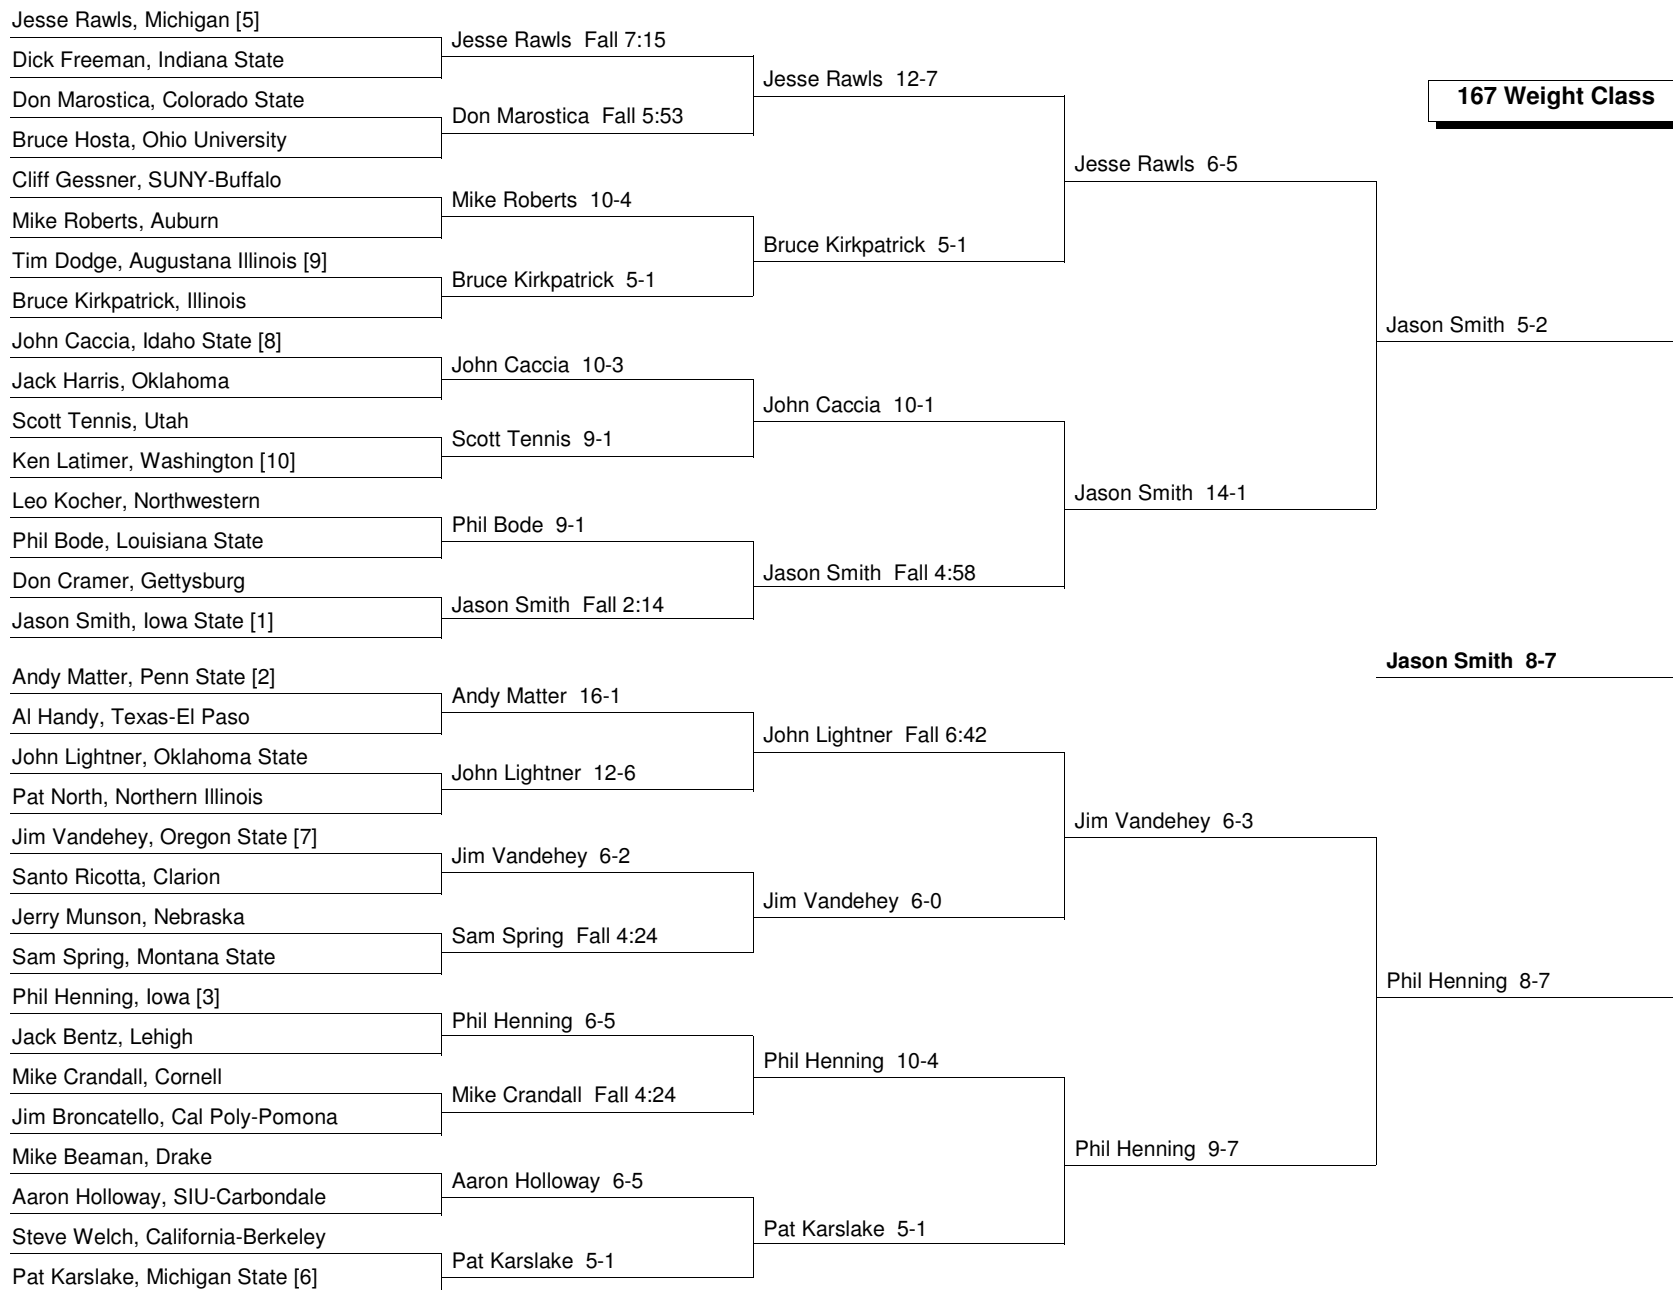 Jesse Rawls, Michigan [5]
Dick Freeman, Indiana State
Don Marostica, Colorado State
Bruce Hosta, Ohio University
Cliff Gessner, SUNY-Buffalo
Mike Roberts, Auburn
Tim Dodge, Augustana Illinois [9]
Bruce Kirkpatrick, Illinois
John Caccia, Idaho State [8]
Jack Harris, Oklahoma
Scott Tennis, Utah
Ken Latimer, Washington [10]
Leo Kocher, Northwestern
Phil Bode, Louisiana State
Don Cramer, Gettysburg
Jason Smith, Iowa State [1]
Andy Matter, Penn State [2]
Al Handy, Texas-El Paso
John Lightner, Oklahoma State
Pat North, Northern Illinois
Jim Vandehey, Oregon State [7]
Santo Ricotta, Clarion
Jerry Munson, Nebraska
Sam Spring, Montana State
Phil Henning, Iowa [3]
Jack Bentz, Lehigh
Mike Crandall, Cornell
Jim Broncatello, Cal Poly-Pomona
Mike Beaman, Drake
Aaron Holloway, SIU-Carbondale
Steve Welch, California-Berkeley
Pat Karslake, Michigan State [6]
Jesse Rawls Fall 7:15
Don Marostica Fall 5:53
Mike Roberts 10-4
Bruce Kirkpatrick 5-1
John Caccia 10-3
Scott Tennis 9-1
Phil Bode 9-1
Jason Smith Fall 2:14
Andy Matter 16-1
John Lightner 12-6
Jim Vandehey 6-2
Sam Spring Fall 4:24
Phil Henning 6-5
Mike Crandall Fall 4:24
Aaron Holloway 6-5
Pat Karslake 5-1
Jesse Rawls 12-7
Bruce Kirkpatrick 5-1
John Caccia 10-1
Jason Smith Fall 4:58
John Lightner Fall 6:42
Jim Vandehey 6-0
Phil Henning 10-4
Pat Karslake 5-1
Jesse Rawls 6-5
Jason Smith 14-1
Jim Vandehey 6-3
Phil Henning 9-7
167 Weight Class
Jason Smith 5-2
Jason Smith 8-7
Phil Henning 8-7